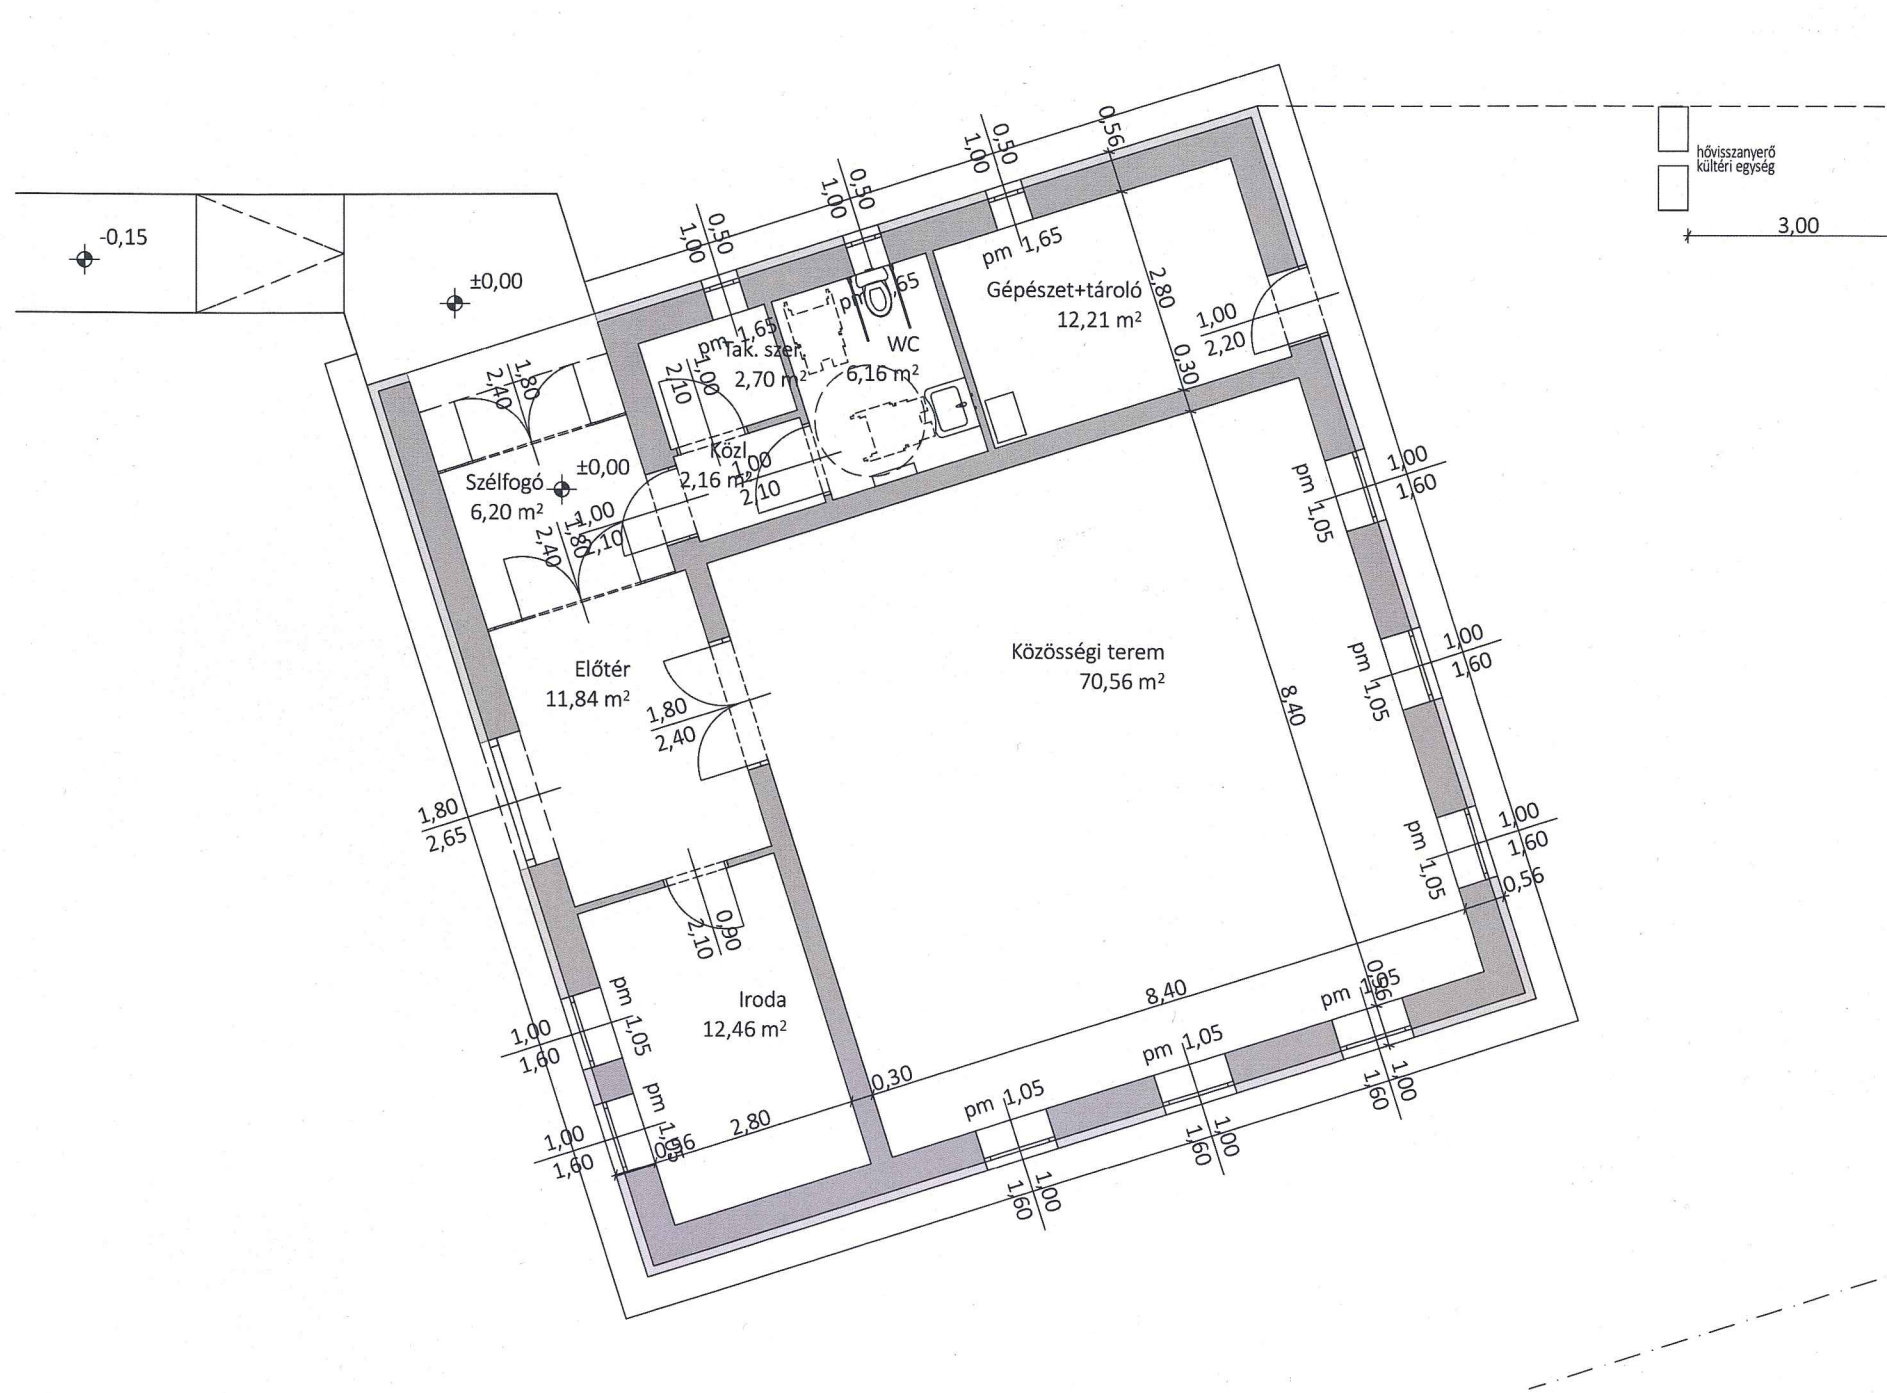 0,56
0,50
1,00
0,50
1,00
0,50
1,00
hővisszanyerő
kültéri egység
3,00
-0,15
±0,00
pm 1,65
Gépészet+tároló
12,21 m²
2,80
1,00
2,20
0,30
pm 1,65
Tak. szer.
2,70 m²
1,00
2,10
WC
6,16 m²
1,80
2,40
Szélfogó
6,20 m²
±0,00
Közl.
2,16 m²
1,00
2,10
1,00
2,10
1,80
2,40
1,00
1,60
pm 1,05
1,00
1,60
pm 1,05
1,00
1,60
pm 1,05
0,56
Előtér
11,84 m²
1,80
2,40
Közösségi terem
70,56 m²
8,40
1,80
2,65
0,90
2,10
Iroda
12,46 m²
pm 1,05
1,00
1,60
pm 1,05
1,00
1,60
0,56
2,80
0,30
8,40
pm 1,05
0,56
pm 1,05
pm 1,05
1,00
1,60
1,00
1,60
1,00
1,60